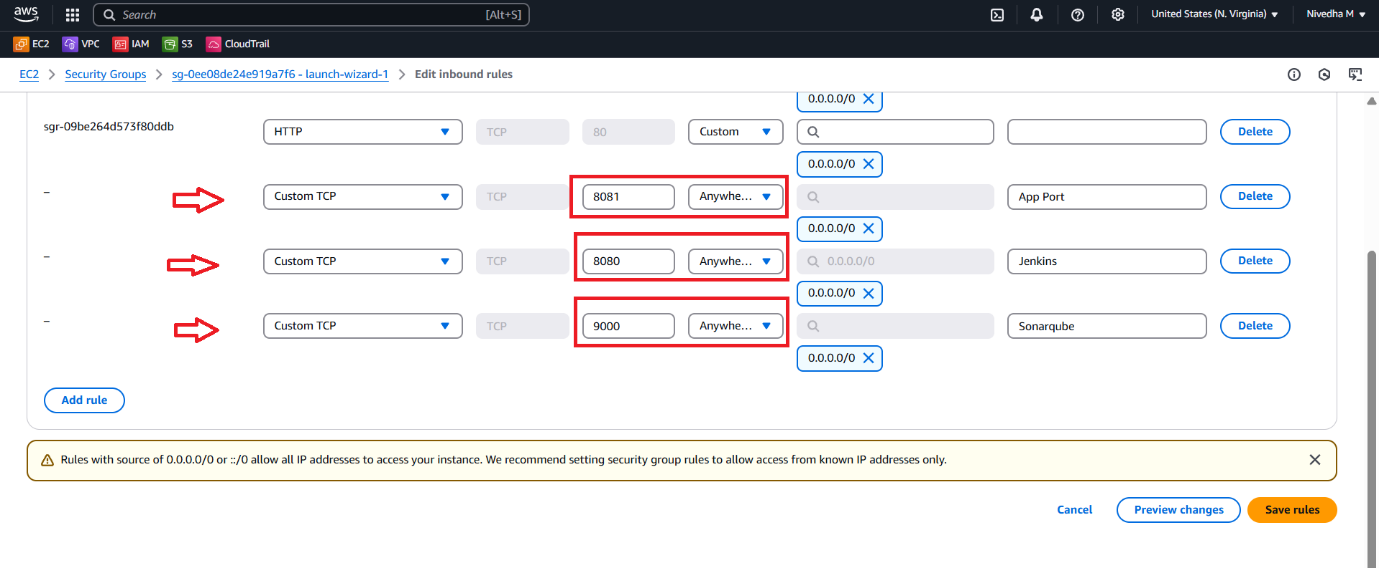 aws
Search [Alt+S] United States (N. Virginia) Nivedha M
EC2 VPC IAM S3 CloudTrail
EC2 > Security Groups > sg-0ee08de24e919a7f6 - launch-wizard-1 > Edit inbound rules
0.0.0.0/0
sgr-09be264d573f80ddb HTTP TCP 80 Custom Delete
0.0.0.0/0
– Custom TCP TCP 8081 Anywhe... App Port Delete
0.0.0.0/0
– Custom TCP TCP 8080 Anywhe... 0.0.0.0/0 Jenkins Delete
0.0.0.0/0
– Custom TCP TCP 9000 Anywhe... Sonarqube Delete
0.0.0.0/0
Add rule
Rules with source of 0.0.0.0/0 or ::/0 allow all IP addresses to access your instance. We recommend setting security group rules to allow access from known IP addresses only.
Cancel Preview changes Save rules